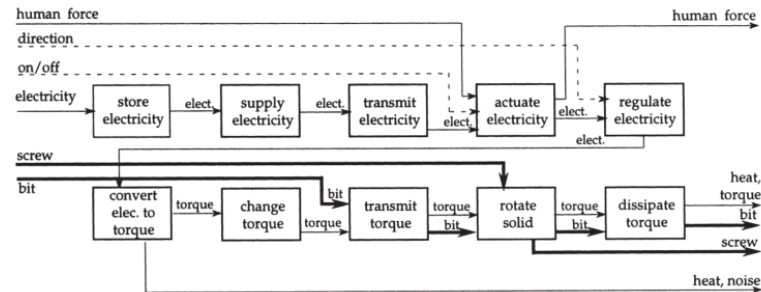 human force
human force
direction
on/off
electricity
store
electricity
elect.
supply
electricity
elect.
transmit
electricity
elect.
actuate
electricity
elect.
regulate
electricity
elect.
screw
bit
convert
elec. to
torque
torque
change
torque
torque
bit
transmit
torque
torque
bit
rotate
solid
torque
bit
dissipate
torque
heat,
torque
bit
screw
heat, noise